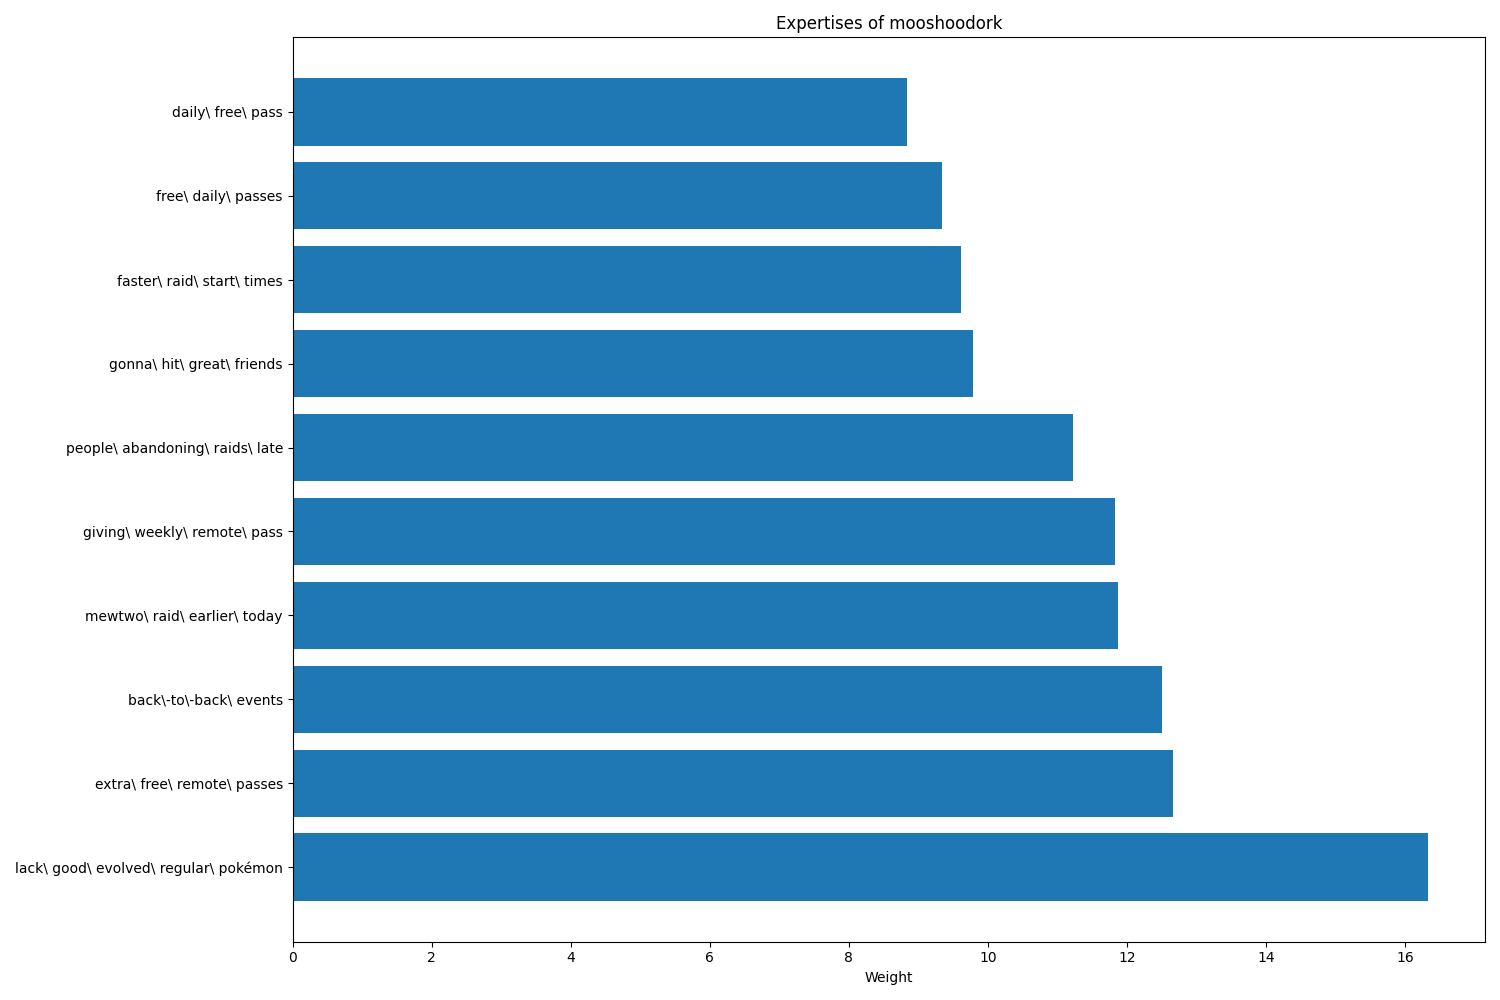 Expertises of mooshoodork
daily\ free\ pass
free\ daily\ passes
faster\ raid\ start\ times
gonna\ hit\ great\ friends
people\ abandoning\ raids\ late
giving\ weekly\ remote\ pass
mewtwo\ raid\ earlier\ today
back\-to\-back\ events
extra\ free\ remote\ passes
lack\ good\ evolved\ regular\ pokémon
0 2 4 6 8 10 12 14 16
Weight